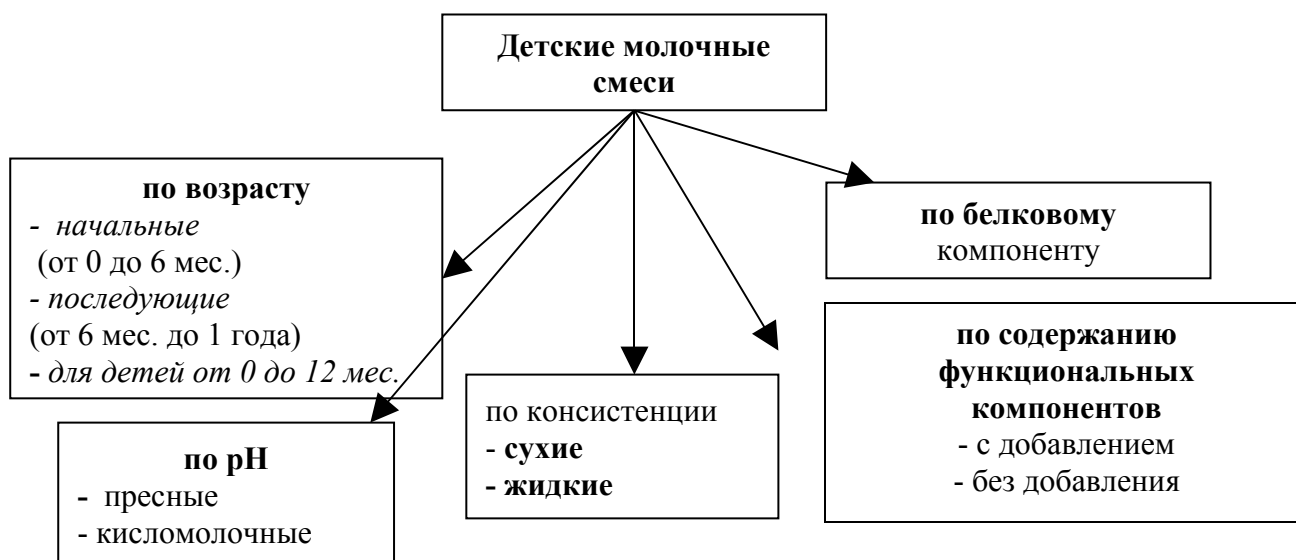 Детские молочные
смеси
по возрасту
- начальные
(от 0 до 6 мес.)
- последующие
(от 6 мес. до 1 года)
- для детей от 0 до 12 мес.
по белковому
компоненту
по рН
- пресные
- кисломолочные
по консистенции
- сухие
- жидкие
по содержанию
функциональных
компонентов
- с добавлением
- без добавления